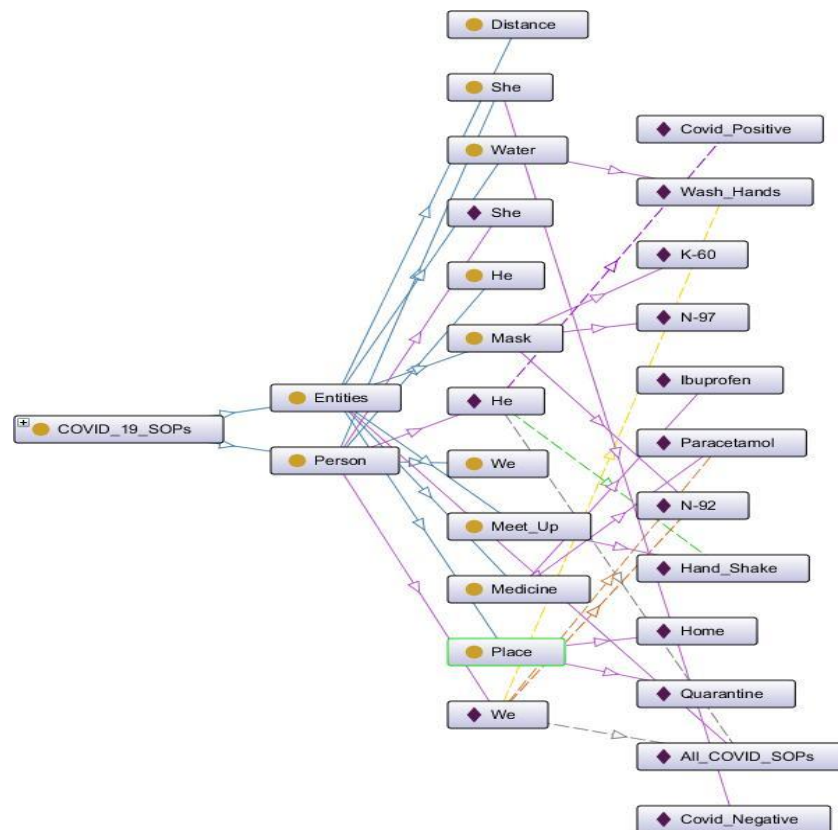 COVID_19_SOPs
Entities
Person
Distance
She
Water
She
He
Mask
He
We
Meet_Up
Medicine
Place
We
Covid_Positive
Wash_Hands
K-60
N-97
Ibuprofen
Paracetamol
N-92
Hand_Shake
Home
Quarantine
All_COVID_SOPs
Covid_Negative